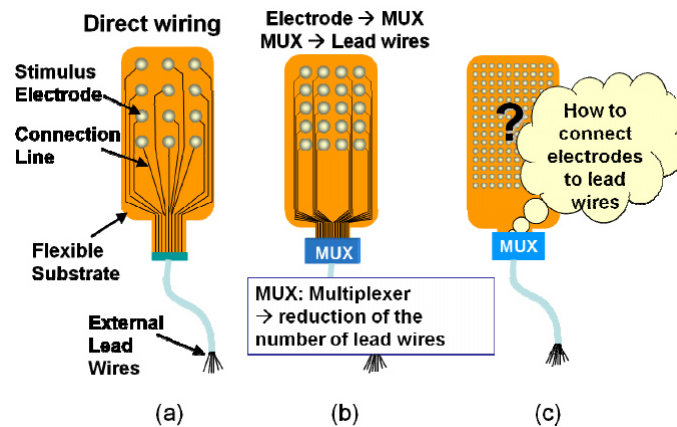 Direct wiring
Stimulus
Electrode
Connection
Line
Flexible
Substrate
External
Lead
Wires
(a)
Electrode → MUX
MUX → Lead wires
MUX
MUX: Multiplexer
→ reduction of the
number of lead wires
(b)
?
How to
connect
electrodes
to lead
wires
MUX
(c)